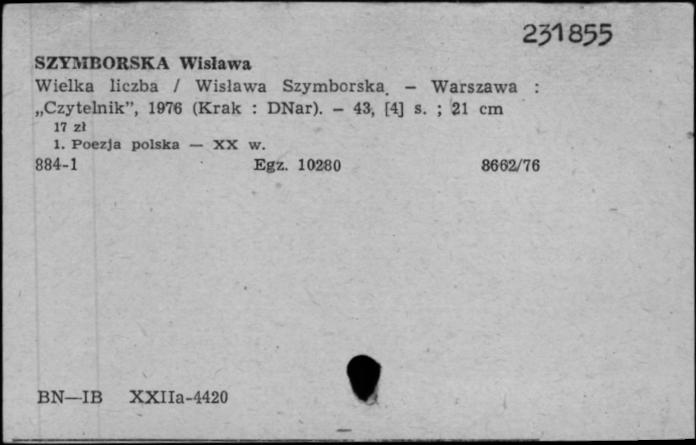 231855
SZYMBORSKA Wisława
Wielka liczba / Wisława Szymborska. — Warszawa :
„Czytelnik”, 1976 (Krak : DNar). — 43, [4] s. ; 21 cm
17 zł
1. Poezja polska — XX w.
884-1 Egz. 10280 8662/76
BN—IB XXIIa-4420